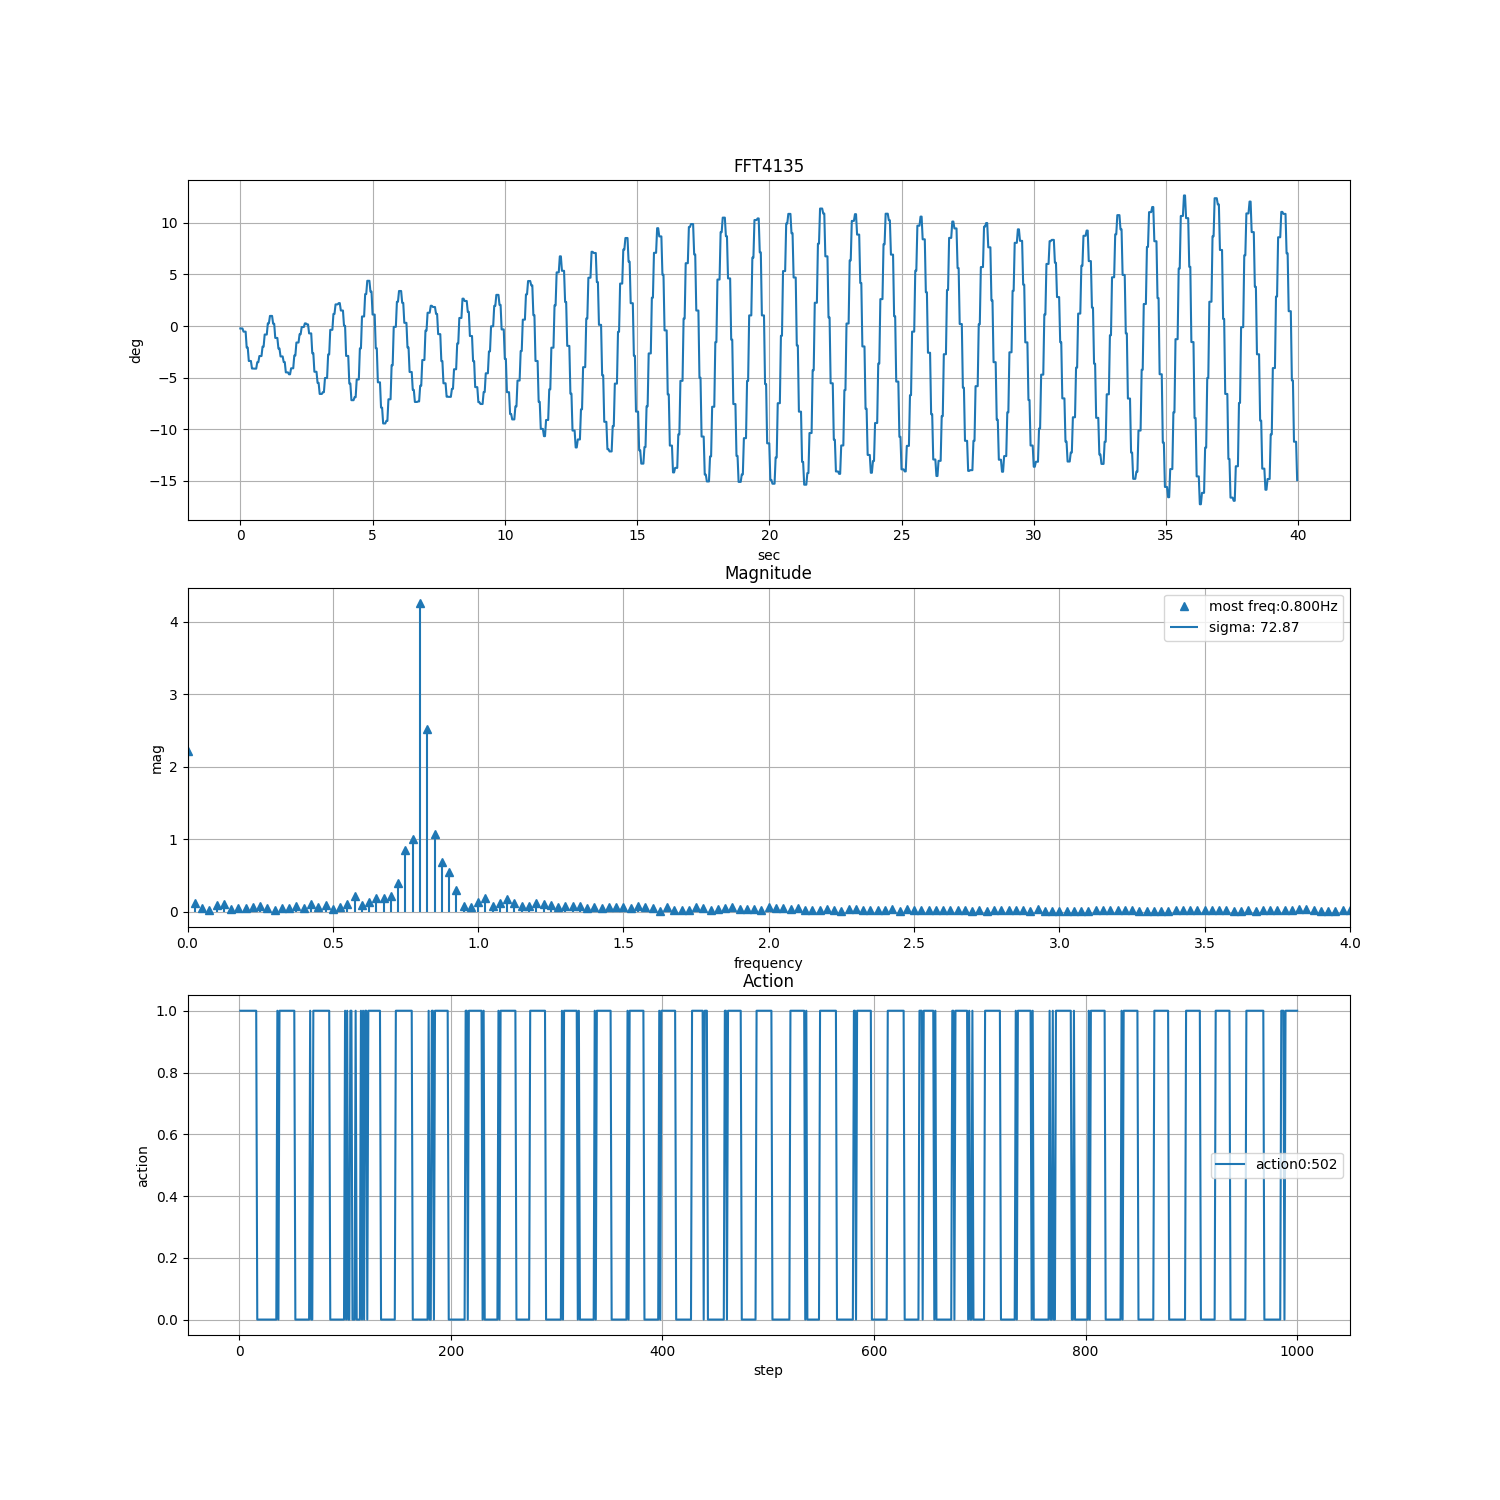 FFT4135
deg
10
5
0
−5
−10
−15
0 5 10 15 20 25 30 35 40
sec
Magnitude
mag
4
3
2
1
0
most freq:0.800Hz
sigma: 72.87
0.0 0.5 1.0 1.5 2.0 2.5 3.0 3.5 4.0
frequency
Action
action
1.0
0.8
0.6
0.4
0.2
0.0
action0:502
0 200 400 600 800 1000
step